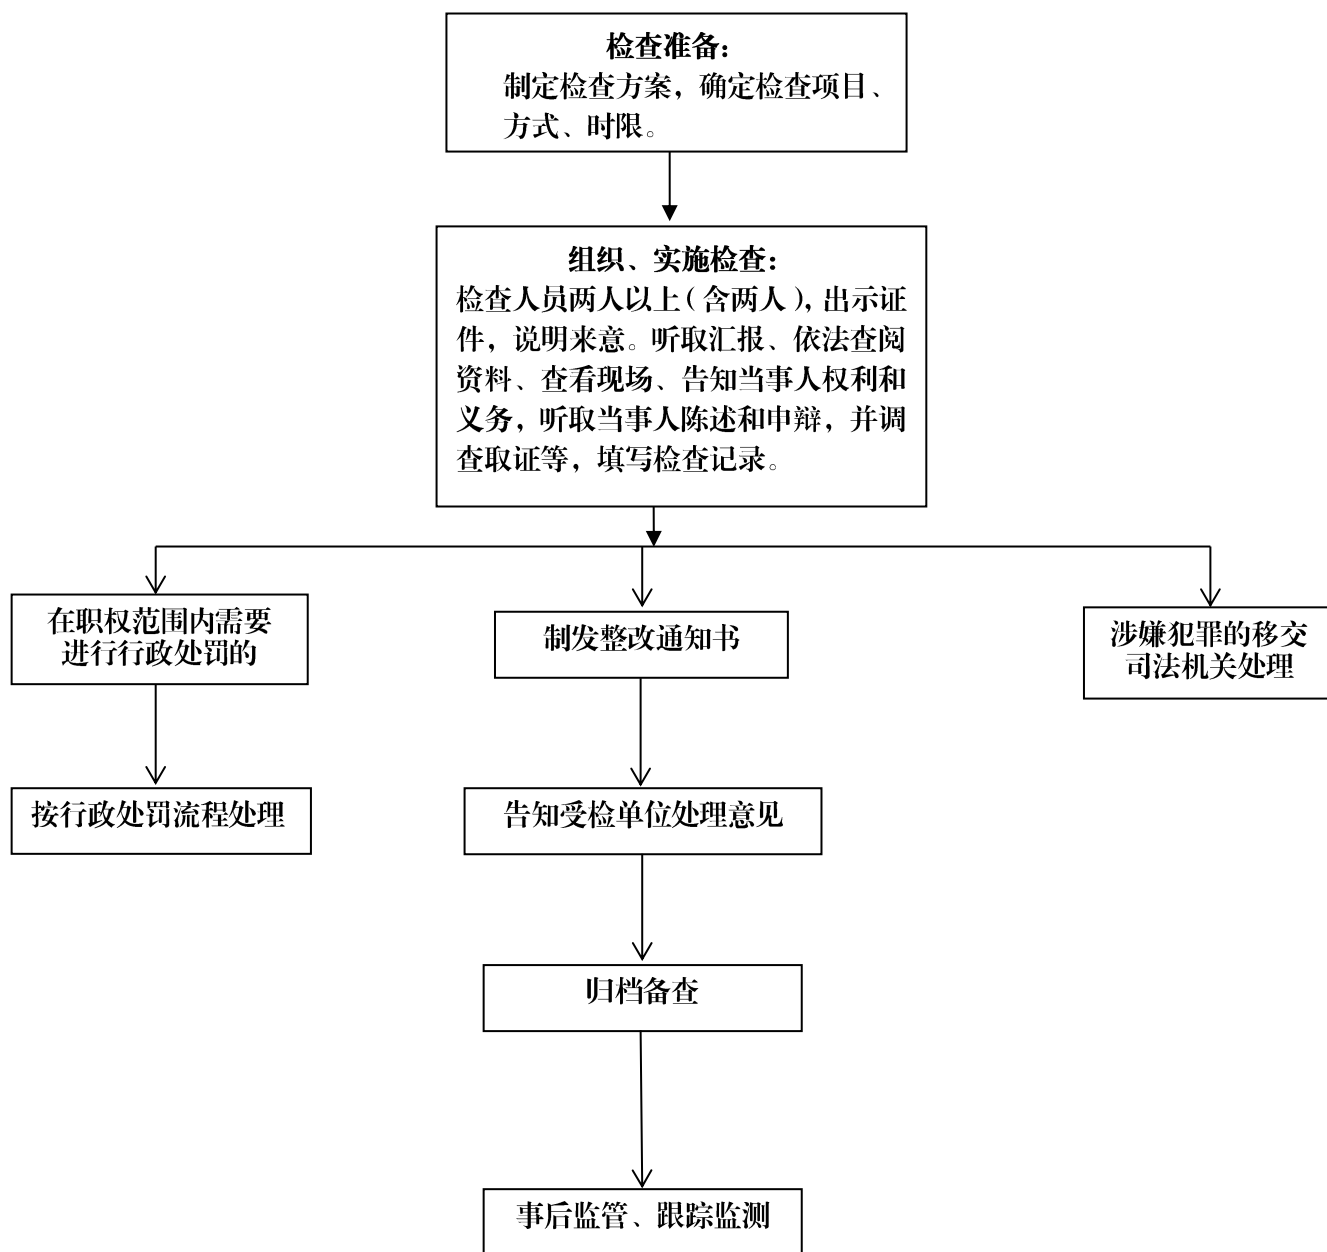 检查准备：
制定检查方案，确定检查项目、
方式、时限。
组织、实施检查：
检查人员两人以上（含两人），出示证
件，说明来意。听取汇报、依法查阅
资料、查看现场、告知当事人权利和
义务，听取当事人陈述和申辩，并调
查取证等，填写检查记录。
在职权范围内需要
进行行政处罚的
制发整改通知书
涉嫌犯罪的移交
司法机关处理
按行政处罚流程处理
告知受检单位处理意见
归档备查
事后监管、跟踪监测